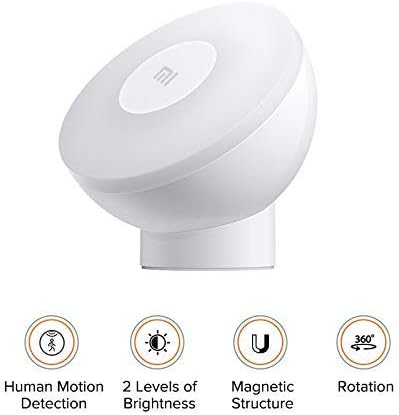 mi
360°
Human Motion
Detection
2 Levels of
Brightness
Magnetic
Structure
Rotation